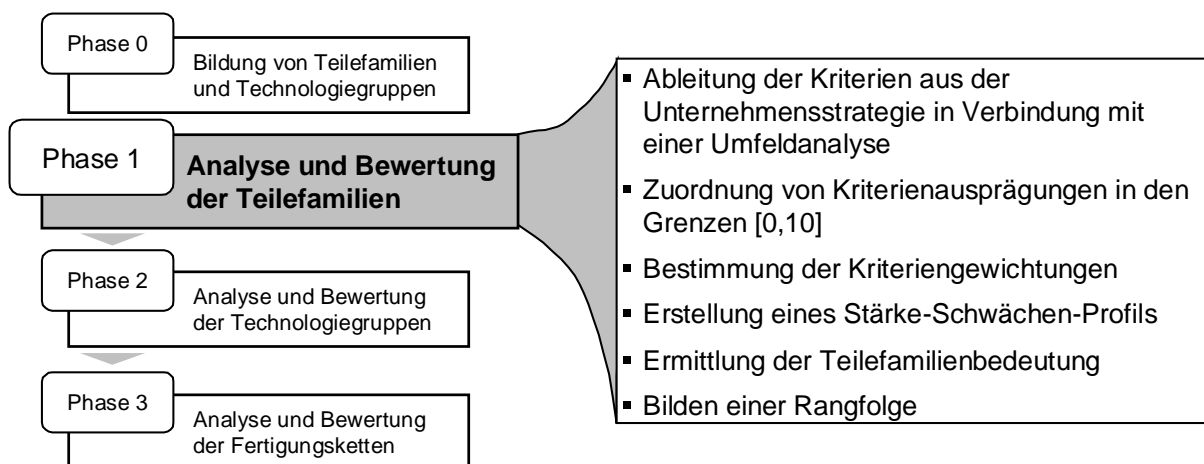 Phase 0
Bildung von Teilefamilien
und Technologiegruppen
Phase 1
Analyse und Bewertung
der Teilefamilien
Phase 2
Analyse und Bewertung
der Technologiegruppen
Phase 3
Analyse und Bewertung
der Fertigungsketten
▪ Ableitung der Kriterien aus der
Unternehmensstrategie in Verbindung mit
einer Umfeldanalyse
▪ Zuordnung von Kriterienausprägungen in den
Grenzen [0,10]
▪ Bestimmung der Kriteriengewichtungen
▪ Erstellung eines Stärke-Schwächen-Profils
▪ Ermittlung der Teilefamilienbedeutung
▪ Bilden einer Rangfolge